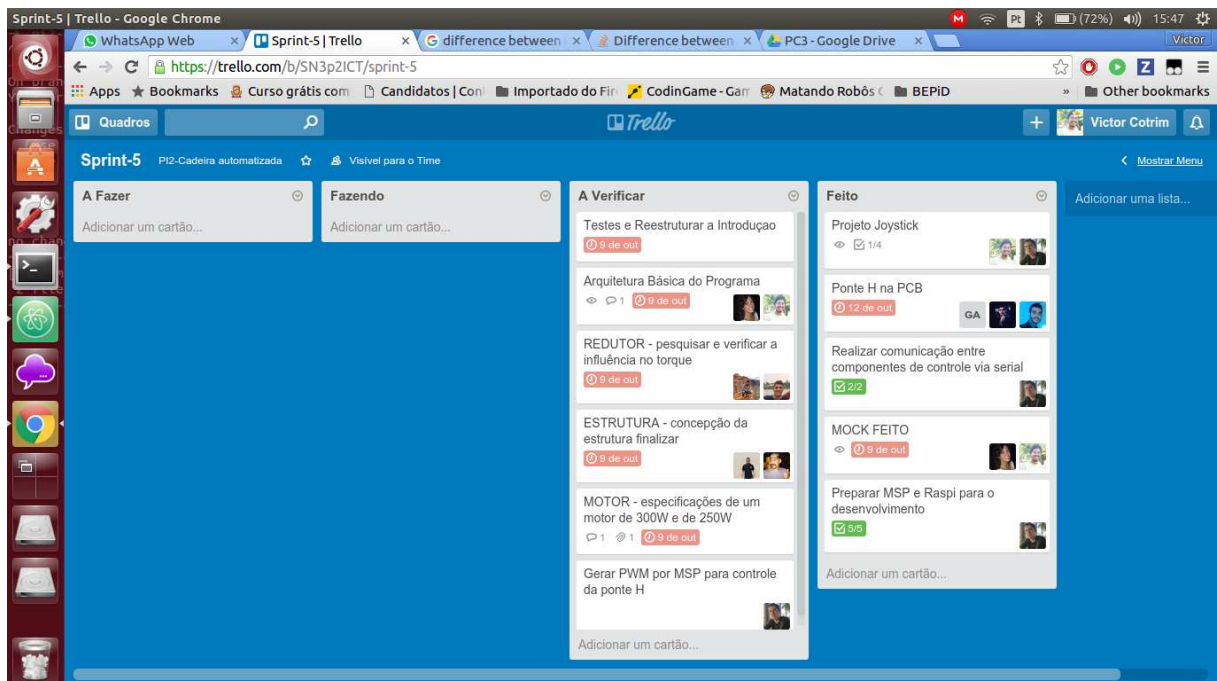 Sprint-5 | Trello - Google Chrome
M
Pt
(72%)
15:47
WhatsApp Web
Sprint-5 | Trello
difference between
Difference between
PC3 - Google Drive
Victor
https://trello.com/b/SN3p2ICT/sprint-5
Apps
Bookmarks
Curso grátis com
Candidatos | Con
Importado do Fir
CodinGame - Gam
Matando Robôs
BEPiD
»
Other bookmarks
Quadros
Trello
+
Victor Cotrim
Sprint-5
PI2-Cadeira automatizada
Visível para o Time
Mostrar Menu
A Fazer
Adicionar um cartão...
Fazendo
Adicionar um cartão...
A Verificar
Testes e Reestruturar a Introduçao
9 de out
Arquitetura Básica do Programa
1 9 de out
REDUTOR - pesquisar e verificar a
influência no torque
9 de out
ESTRUTURA - concepção da
estrutura finalizar
9 de out
MOTOR - especificações de um
motor de 300W e de 250W
1 1 9 de out
Gerar PWM por MSP para controle
da ponte H
Adicionar um cartão...
Feito
Projeto Joystick
1/4
Ponte H na PCB
12 de out
GA
Realizar comunicação entre
componentes de controle via serial
2/2
MOCK FEITO
9 de out
Preparar MSP e Raspi para o
desenvolvimento
5/5
Adicionar um cartão...
Adicionar uma lista...